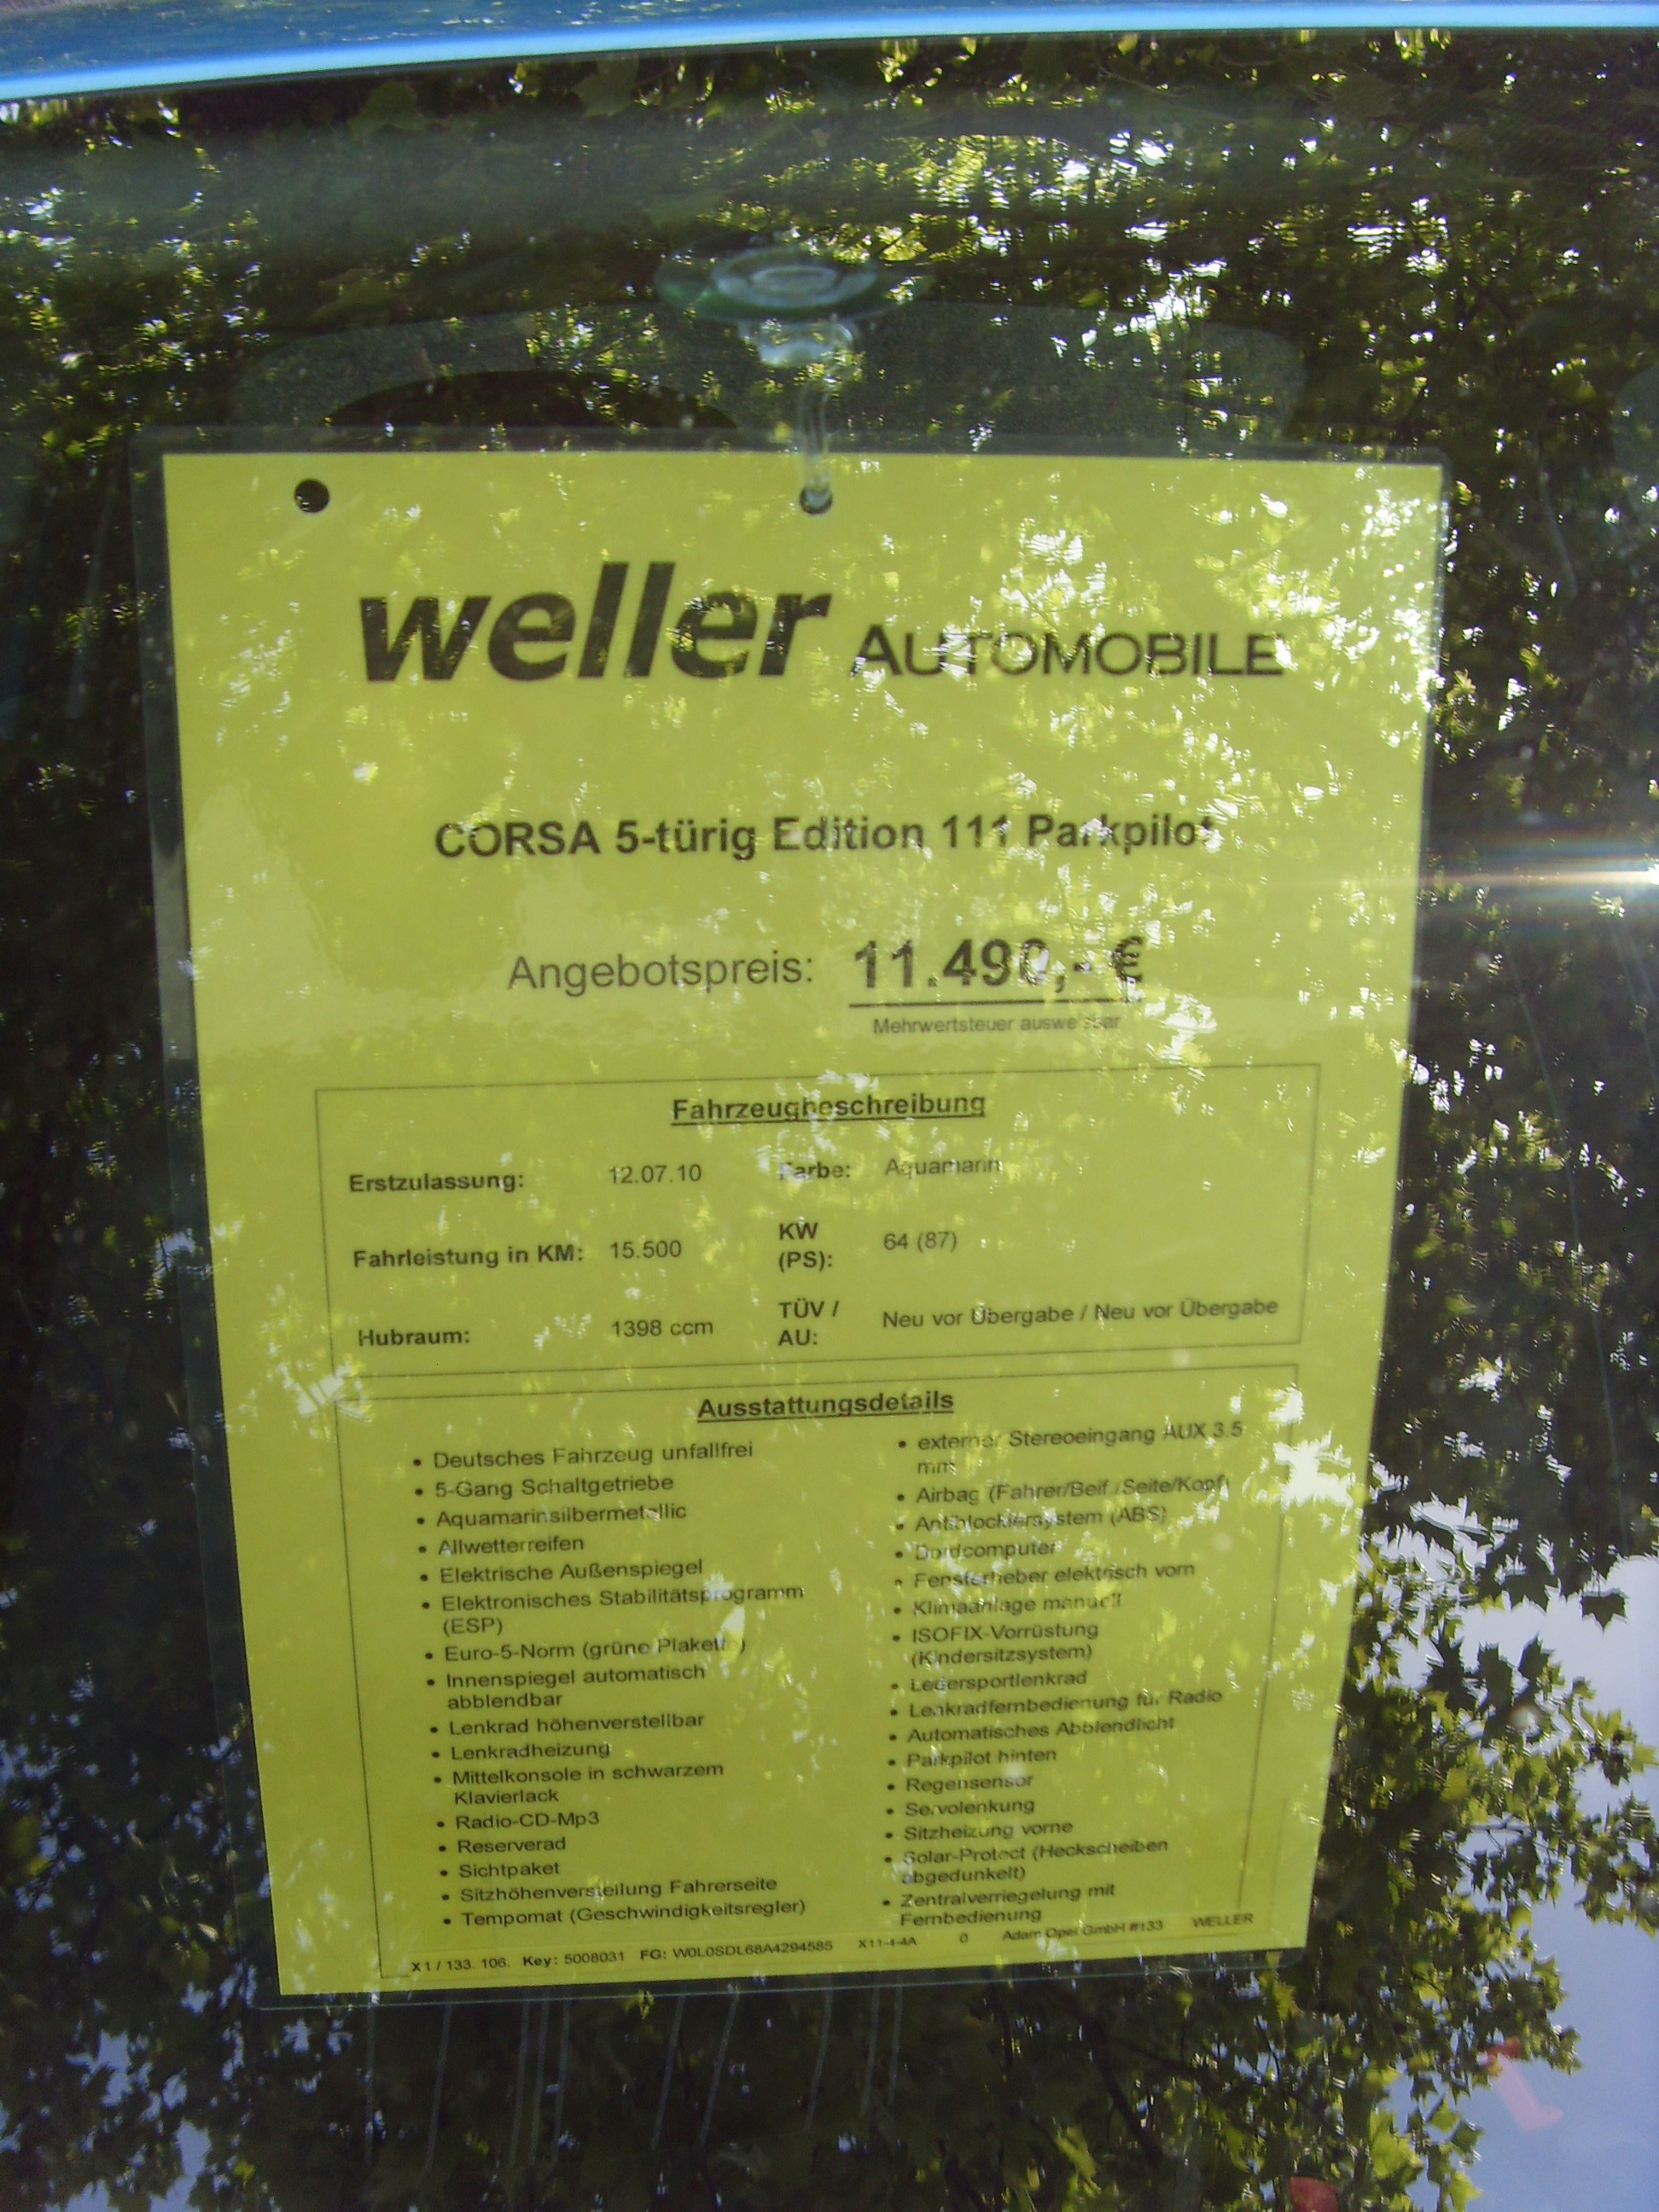 weller AUTOMOBILE
CORSA 5-türig Edition 111 Parkpilot
Angebotspreis: 11.490,- €
Mehrwertsteuer ausweisbar
Fahrzeugbeschreibung
Erstzulassung: 12.07.10 Farbe: Aquamarin
Fahrleistung in KM: 15.500 KW (PS): 64 (87)
Hubraum: 1398 ccm TÜV / AU: Neu vor Übergabe / Neu vor Übergabe
Ausstattungsdetails
• Deutsches Fahrzeug unfallfrei
• 5-Gang Schaltgetriebe
• Aquamarinsilbermetallic
• Allwetterreifen
• Elektrische Außenspiegel
• Elektronisches Stabilitätsprogramm
(ESP)
• Euro-5-Norm (grüne Plakette)
• Innenspiegel automatisch
abblendbar
• Lenkrad höhenverstellbar
• Lenkradheizung
• Mittelkonsole in schwarzem
Klavierlack
• Radio-CD-Mp3
• Reserverad
• Sichtpaket
• Sitzhöhenverstellung Fahrerseite
• Tempomat (Geschwindigkeitsregler)
• externer Stereoeingang AUX 3.5
mm
• Airbag (Fahrer/Beif./Seite/Kopf)
• Antiblockiersystem (ABS)
• Bordcomputer
• Fensterheber elektrisch vorn
• Klimaanlage manuell
• ISOFIX-Vorrüstung
(Kindersitzsystem)
• Ledersportlenkrad
• Lenkradfernbedienung für Radio
• Automatisches Abblendlicht
• Parkpilot hinten
• Regensensor
• Servolenkung
• Sitzheizung vorne
• Solar-Protect (Heckscheiben
abgedunkelt)
• Zentralverriegelung mit
Fernbedienung
X1 / 133. 106. Key: 5008031 FG: W0L0SDL68A4294585 X11-4-4A 0 Adam Opel GmbH #133 WELLER